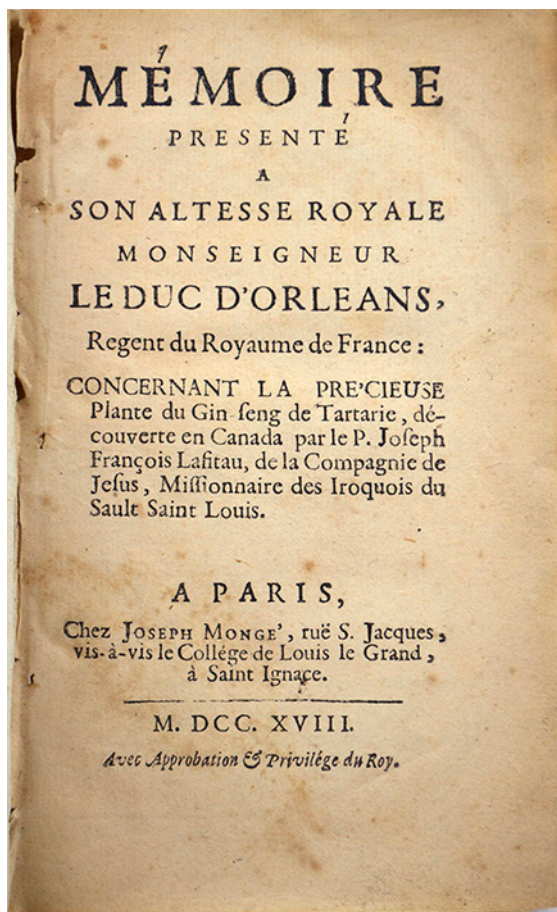 MÉMOIRE
PRESENTÉ
A
SON ALTESSE ROYALE
MONSEIGNEUR
LE DUC D'ORLEANS,
Regent du Royaume de France :
CONCERNANT LA PRE'CIEUSE
Plante du Gin ſeng de Tartarie, dé-
couverte en Canada par le P. Joſeph
François Lafitau, de la Compagnie de
Jeſus, Miſſionnaire des Iroquois du
Sault Saint Louis.
A PARIS,
Chez JOSEPH MONGE', ruë S. Jacques,
vis-à-vis le Collége de Louis le Grand,
à Saint Ignace.
M. DCC. XVIII.
Avec Approbation & Privilége du Roy.